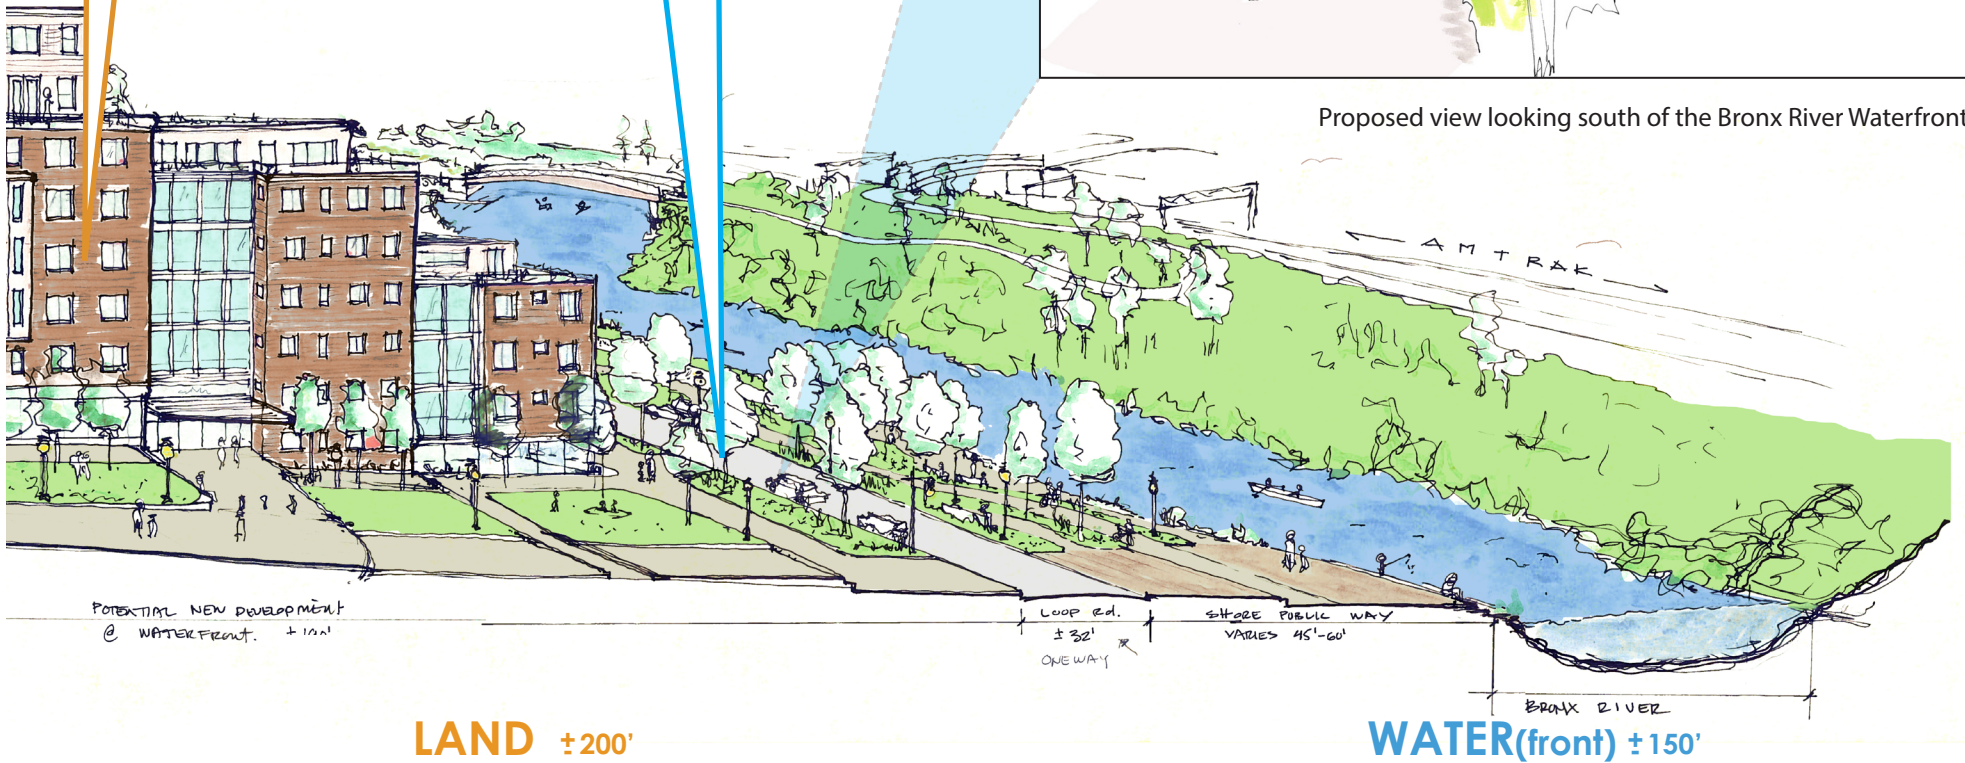 Proposed view looking south of the Bronx River Waterfront
AMTRAK
POTENTIAL NEW DEVELOPMENT
@ WATERFRONT.
LOOP Rd.
±32'
ONE WAY
SHORE PUBLIC WAY
VARIES 45'-60'
BRONX RIVER
LAND ±200'
WATER(front) ±150'